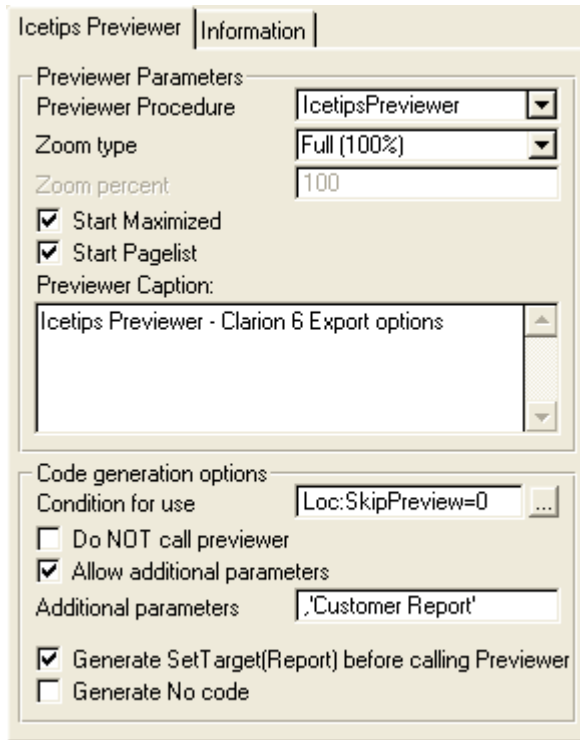 Icetips Previewer Information
Previewer Parameters
Previewer Procedure IcetipsPreviewer
Zoom type Full (100%)
Zoom percent 100
Start Maximized
Start Pagelist
Previewer Caption:
Icetips Previewer - Clarion 6 Export options
Code generation options
Condition for use Loc:SkipPreview=0 ...
Do NOT call previewer
Allow additional parameters
Additional parameters ,'Customer Report'
Generate SetTarget(Report) before calling Previewer
Generate No code